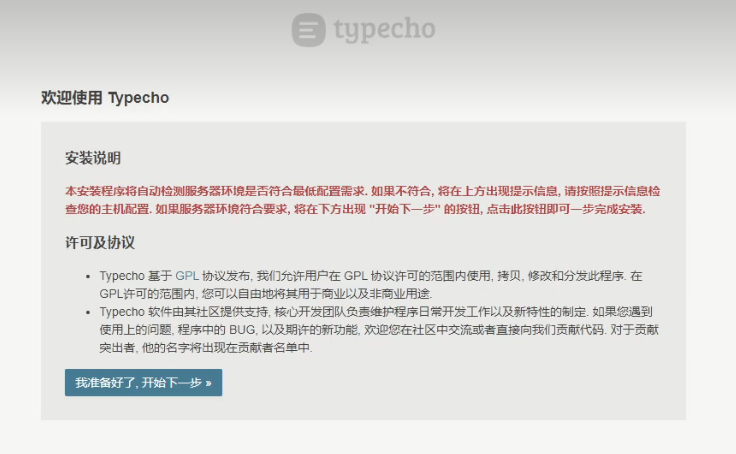 typecho
欢迎使用 Typecho
安装说明
本安装程序将自动检测服务器环境是否符合最低配置需求. 如果不符合, 将在上方出现提示信息, 请按照提示信息检
查您的主机配置. 如果服务器环境符合要求, 将在下方出现 "开始下一步" 的按钮, 点击此按钮即可一步完成安装.
许可及协议
• Typecho 基于 GPL 协议发布, 我们允许用户在 GPL 协议许可的范围内使用, 拷贝, 修改和分发此程序. 在
GPL许可的范围内, 您可以自由地将其用于商业以及非商业用途.
• Typecho 软件由其社区提供支持, 核心开发团队负责维护程序日常开发工作以及新特性的制定. 如果您遇到
使用上的问题, 程序中的 BUG, 以及期许的新功能, 欢迎您在社区中交流或者直接向我们贡献代码. 对于贡献
突出者, 他的名字将出现在贡献者名单中.
我准备好了, 开始下一步 »